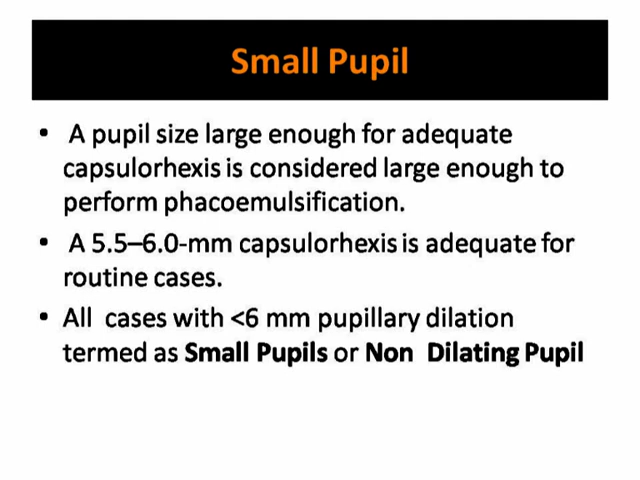 Small Pupil
• A pupil size large enough for adequate
capsulorhexis is considered large enough to
perform phacoemulsification.
• A 5.5–6.0-mm capsulorhexis is adequate for
routine cases.
• All cases with <6 mm pupillary dilation
termed as Small Pupils or Non Dilating Pupil